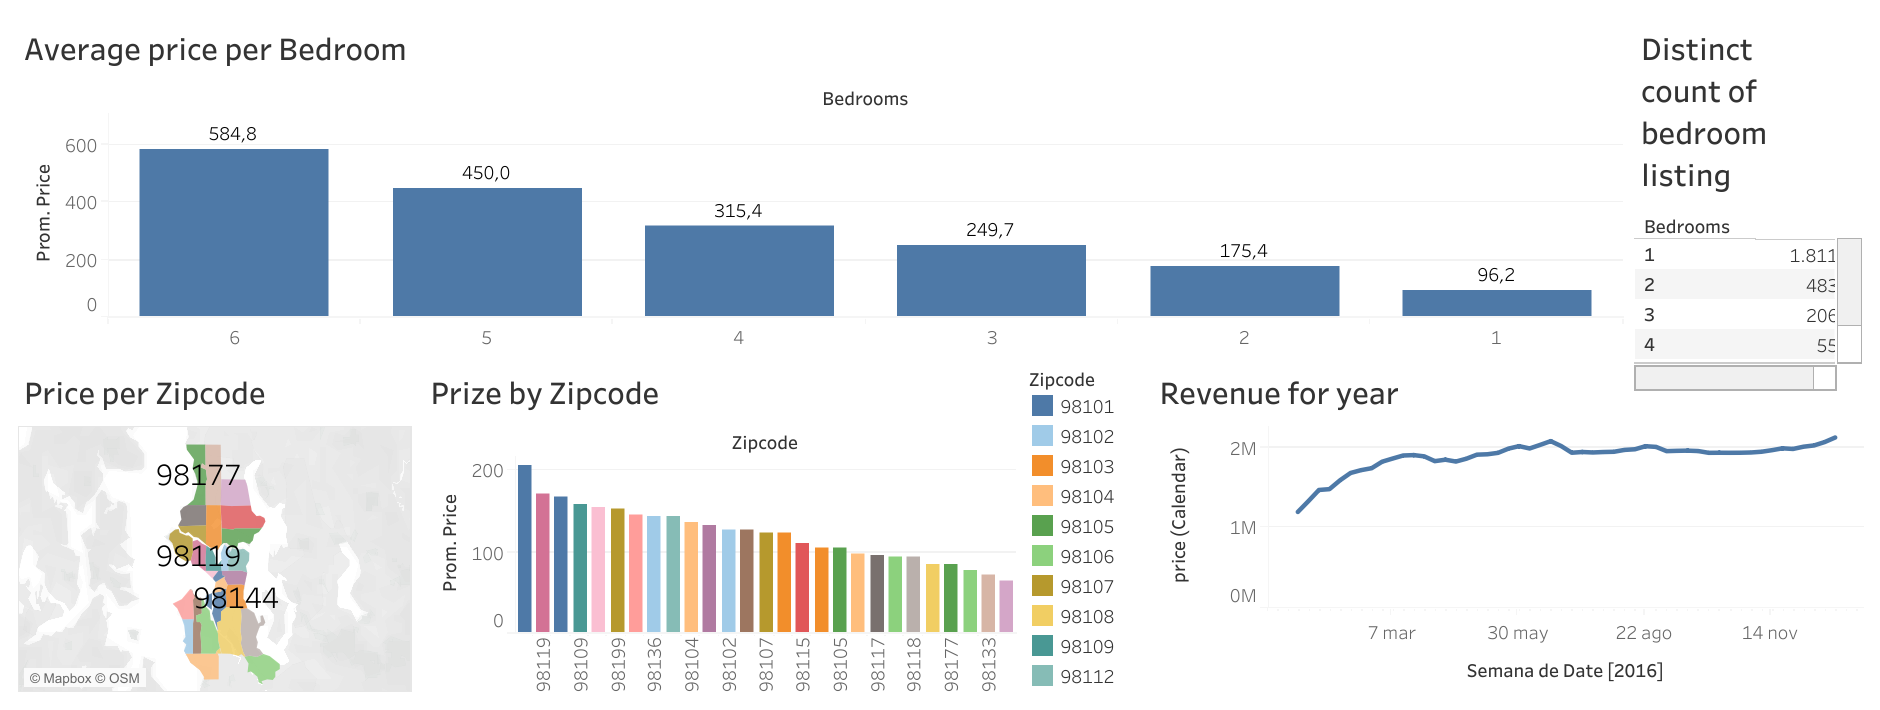 Average price per Bedroom
Bedrooms
Prom. Price
600
400
200
0
584,8
450,0
315,4
249,7
175,4
96,2
6
5
4
3
2
1
Distinct
count of
bedroom
listing
Bedrooms
1 1.811
2 483
3 206
4 55
Price per Zipcode
98177
98119
98144
© Mapbox © OSM
Prize by Zipcode
Zipcode
Prom. Price
200
100
0
98119
98109
98199
98136
98104
98102
98107
98115
98105
98117
98118
98177
98133
Zipcode
98101
98102
98103
98104
98105
98106
98107
98108
98109
98112
Revenue for year
price (Calendar)
2M
1M
0M
7 mar
30 may
22 ago
14 nov
Semana de Date [2016]